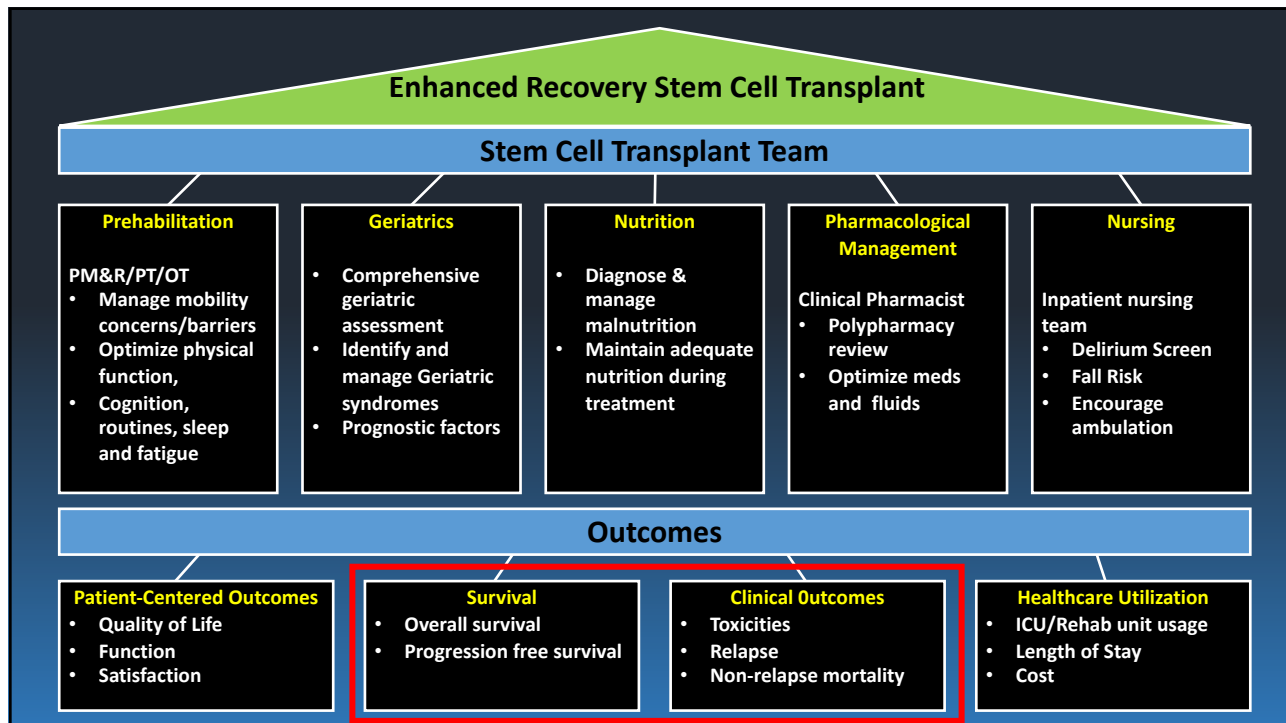 Enhanced Recovery Stem Cell Transplant
Stem Cell Transplant Team
Prehabilitation
PM&R/PT/OT
• Manage mobility
concerns/barriers
• Optimize physical
function,
• Cognition,
routines, sleep
and fatigue
Geriatrics
• Comprehensive
geriatric
assessment
• Identify and
manage Geriatric
syndromes
• Prognostic factors
Nutrition
• Diagnose &
manage
malnutrition
• Maintain adequate
nutrition during
treatment
Pharmacological
Management
Clinical Pharmacist
• Polypharmacy
review
• Optimize meds
and fluids
Nursing
Inpatient nursing
team
• Delirium Screen
• Fall Risk
• Encourage
ambulation
Outcomes
Patient-Centered Outcomes
• Quality of Life
• Function
• Satisfaction
Survival
• Overall survival
• Progression free survival
Clinical 0utcomes
• Toxicities
• Relapse
• Non-relapse mortality
Healthcare Utilization
• ICU/Rehab unit usage
• Length of Stay
• Cost